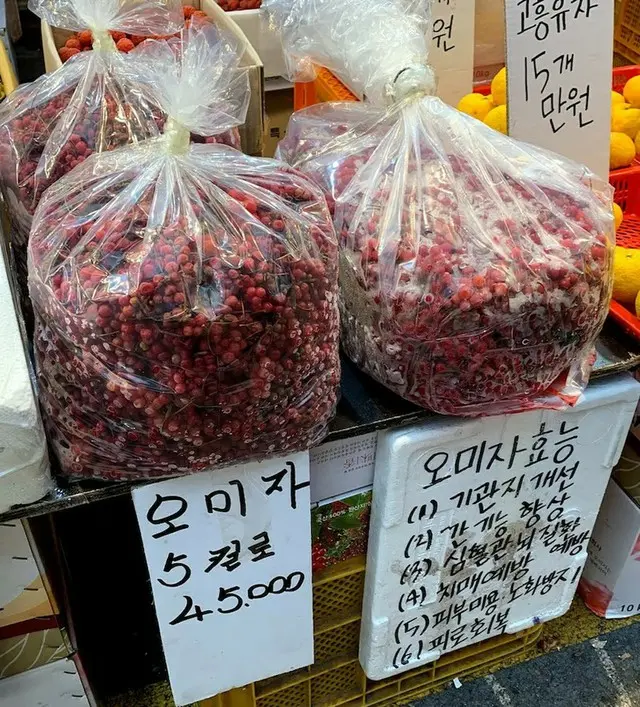 원
고흥유자
15개
만원
오미자
5킬로
45.000
오미자효능
(1) 기관지 개선
(2) 간기능 향상
(3) 심혈관뇌질환
예방
(4) 치매예방
(5) 피부미용 노화방지
(6) 피로회복
10